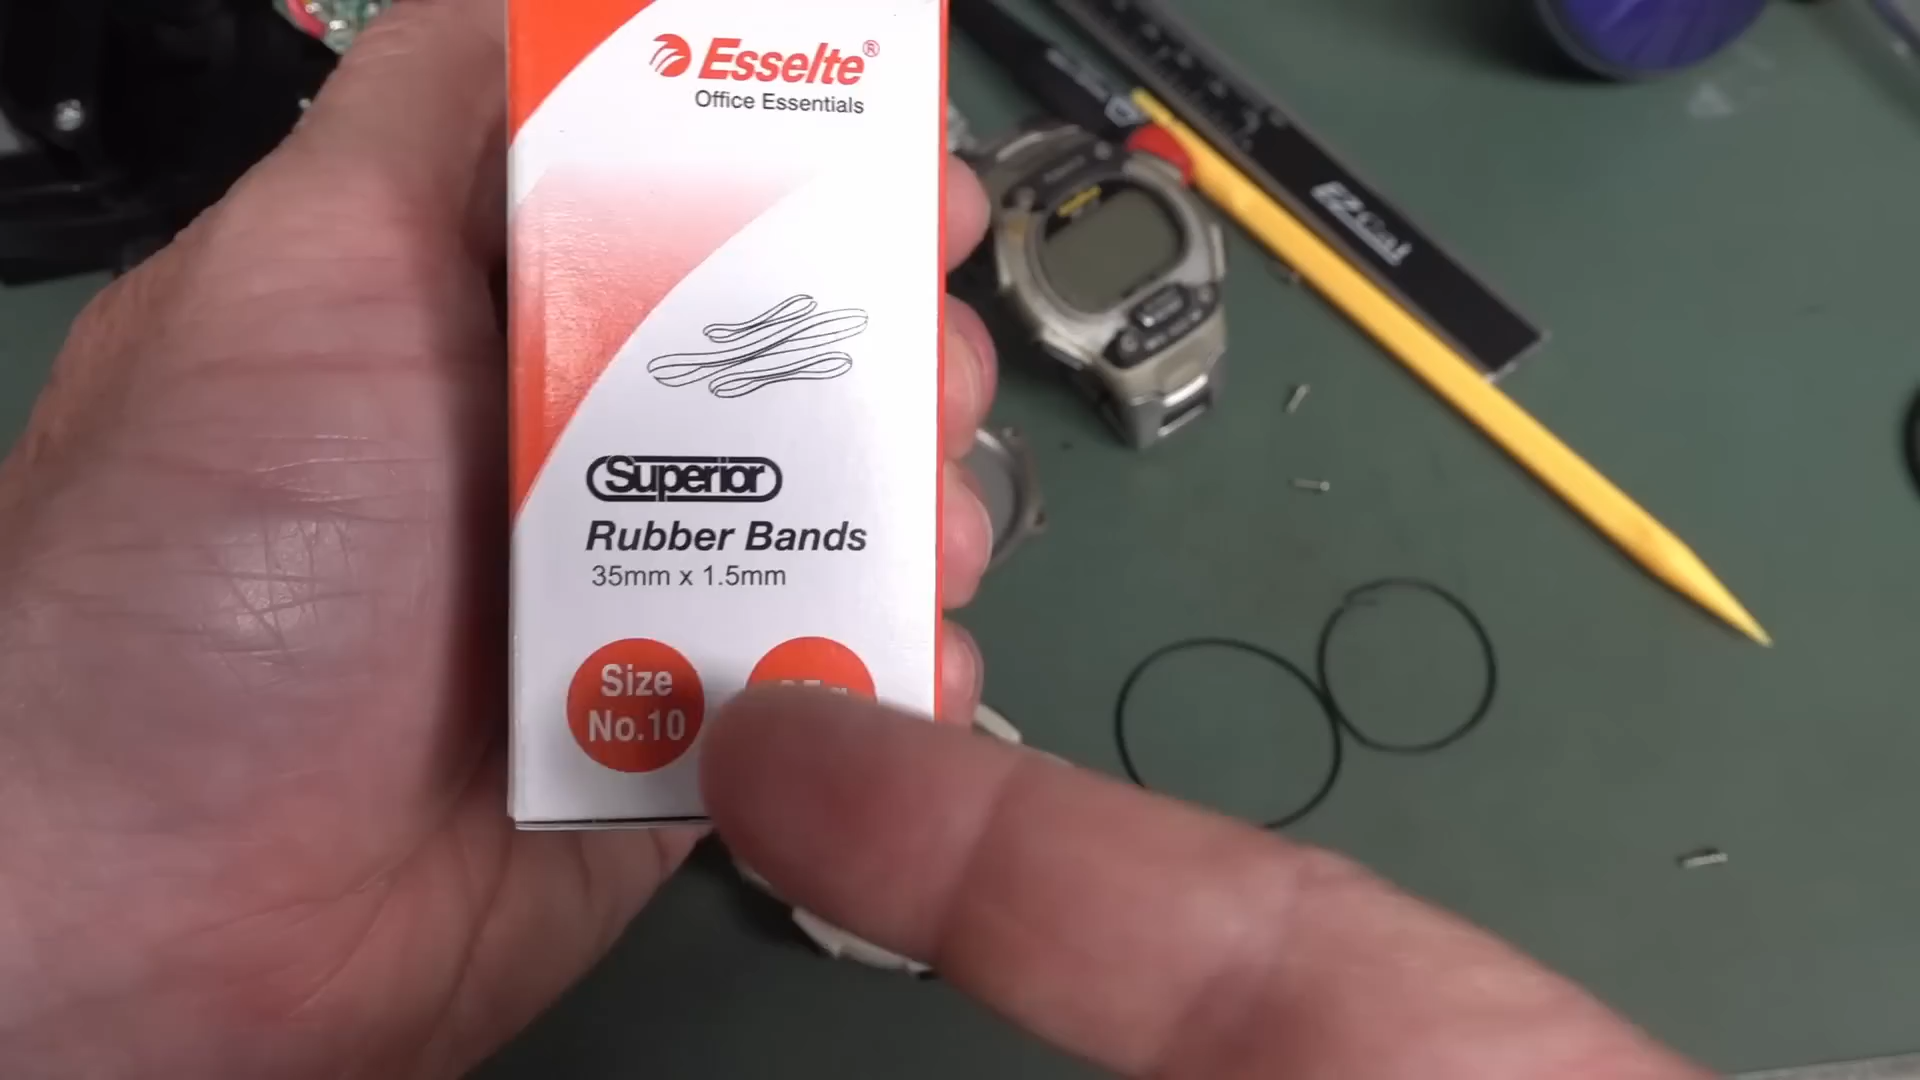 Esselte®
Office Essentials
Superior
Rubber Bands
35mm x 1.5mm
Size
No.10